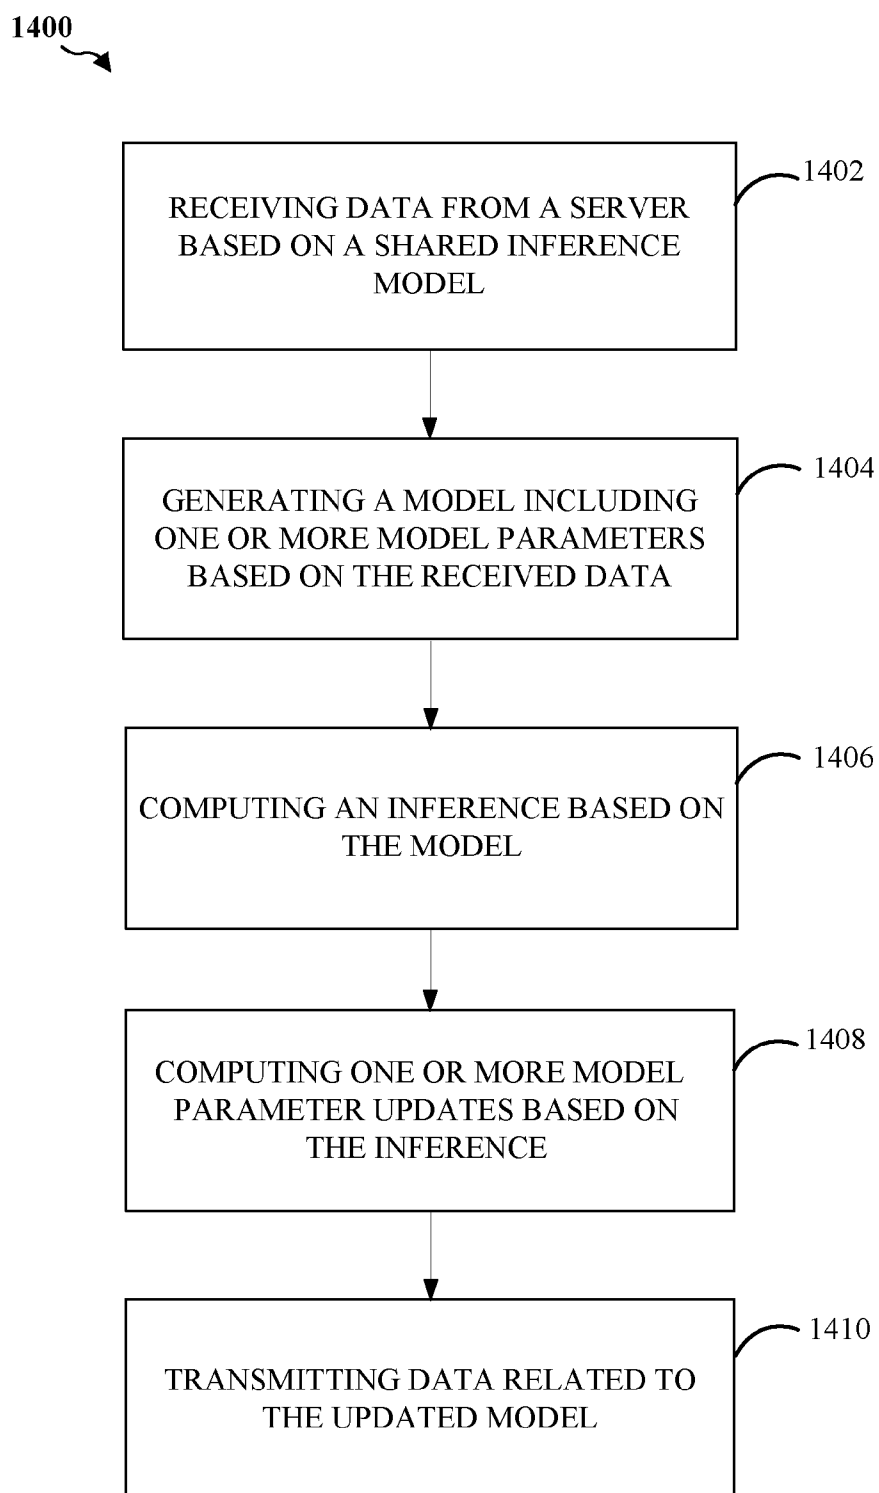 1400
RECEIVING DATA FROM A SERVER
BASED ON A SHARED INFERENCE
MODEL
1402
GENERATING A MODEL INCLUDING
ONE OR MORE MODEL PARAMETERS
BASED ON THE RECEIVED DATA
1404
COMPUTING AN INFERENCE BASED ON
THE MODEL
1406
COMPUTING ONE OR MORE MODEL
PARAMETER UPDATES BASED ON
THE INFERENCE
1408
TRANSMITTING DATA RELATED TO
THE UPDATED MODEL
1410